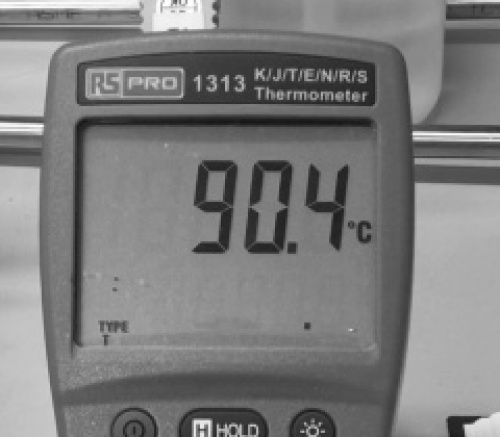 RS PRO 1313 K/J/T/E/N/R/S
Thermometer
90.4 °C
TYPE
T
H HOLD